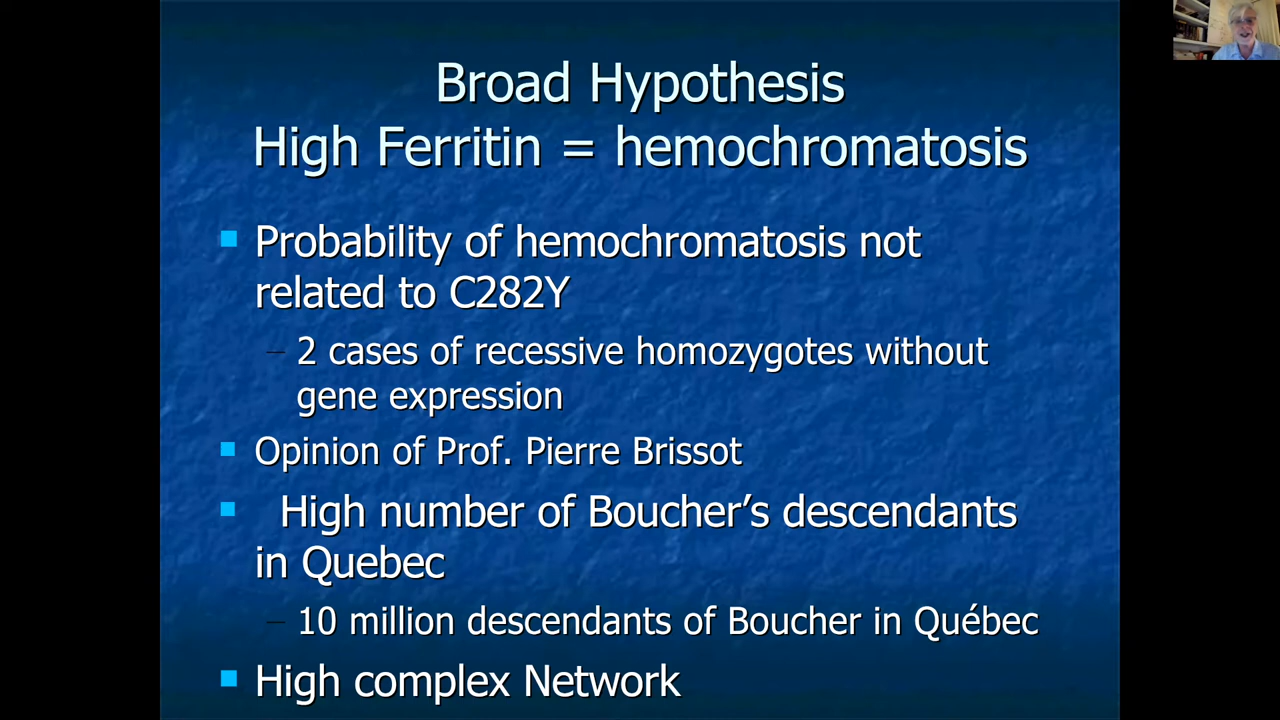 Broad Hypothesis
High Ferritin = hemochromatosis
Probability of hemochromatosis not
related to C282Y
– 2 cases of recessive homozygotes without
gene expression
Opinion of Prof. Pierre Brissot
High number of Boucher’s descendants
in Quebec
– 10 million descendants of Boucher in Québec
High complex Network